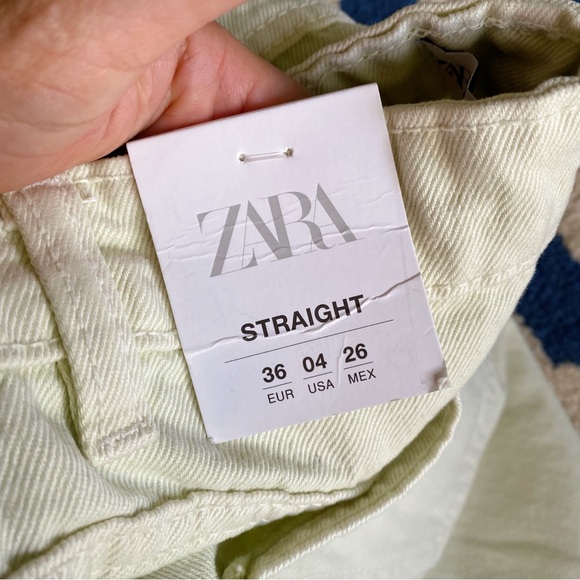 ZARA
STRAIGHT
36 04 26
EUR USA MEX